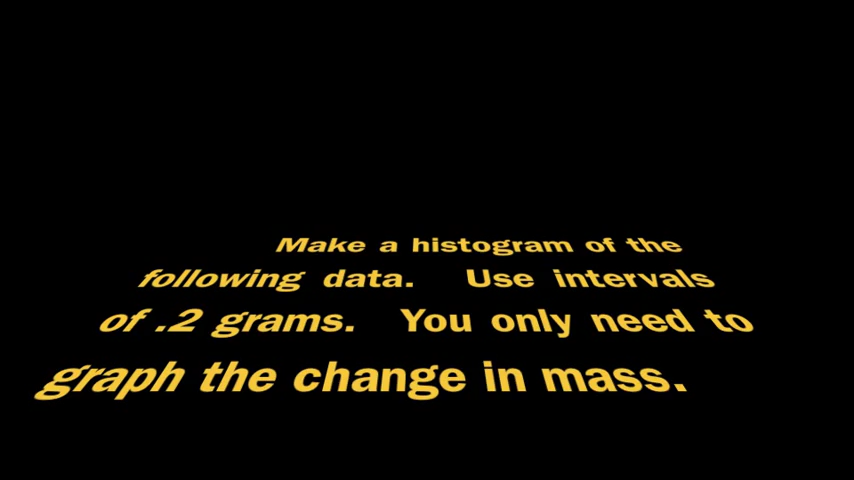 Make a histogram of the
following data. Use intervals
of .2 grams. You only need to
graph the change in mass.